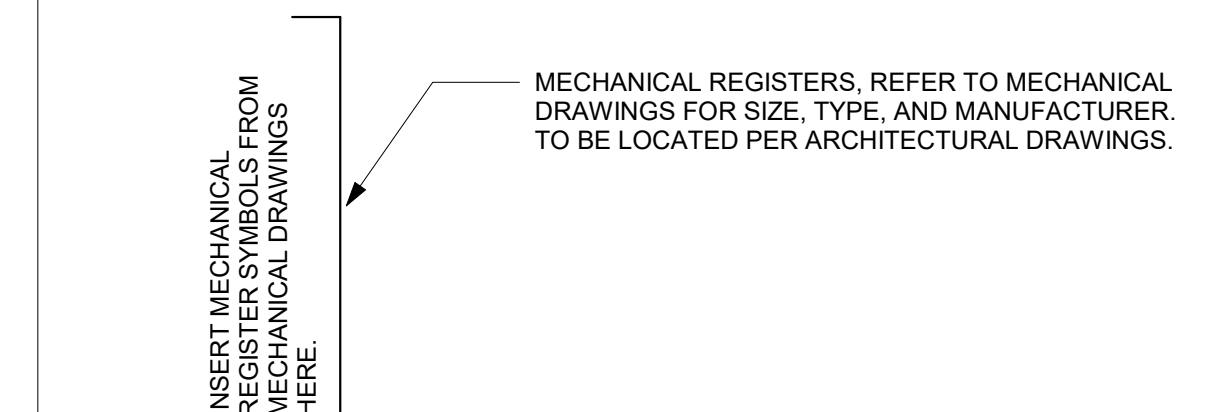 MECHANICAL REGISTERS, REFER TO MECHANICAL
DRAWINGS FOR SIZE, TYPE, AND MANUFACTURER.
TO BE LOCATED PER ARCHITECTURAL DRAWINGS.
NSERT MECHANICAL
REGISTER SYMBOLS FROM
MECHANICAL DRAWINGS
HERE.